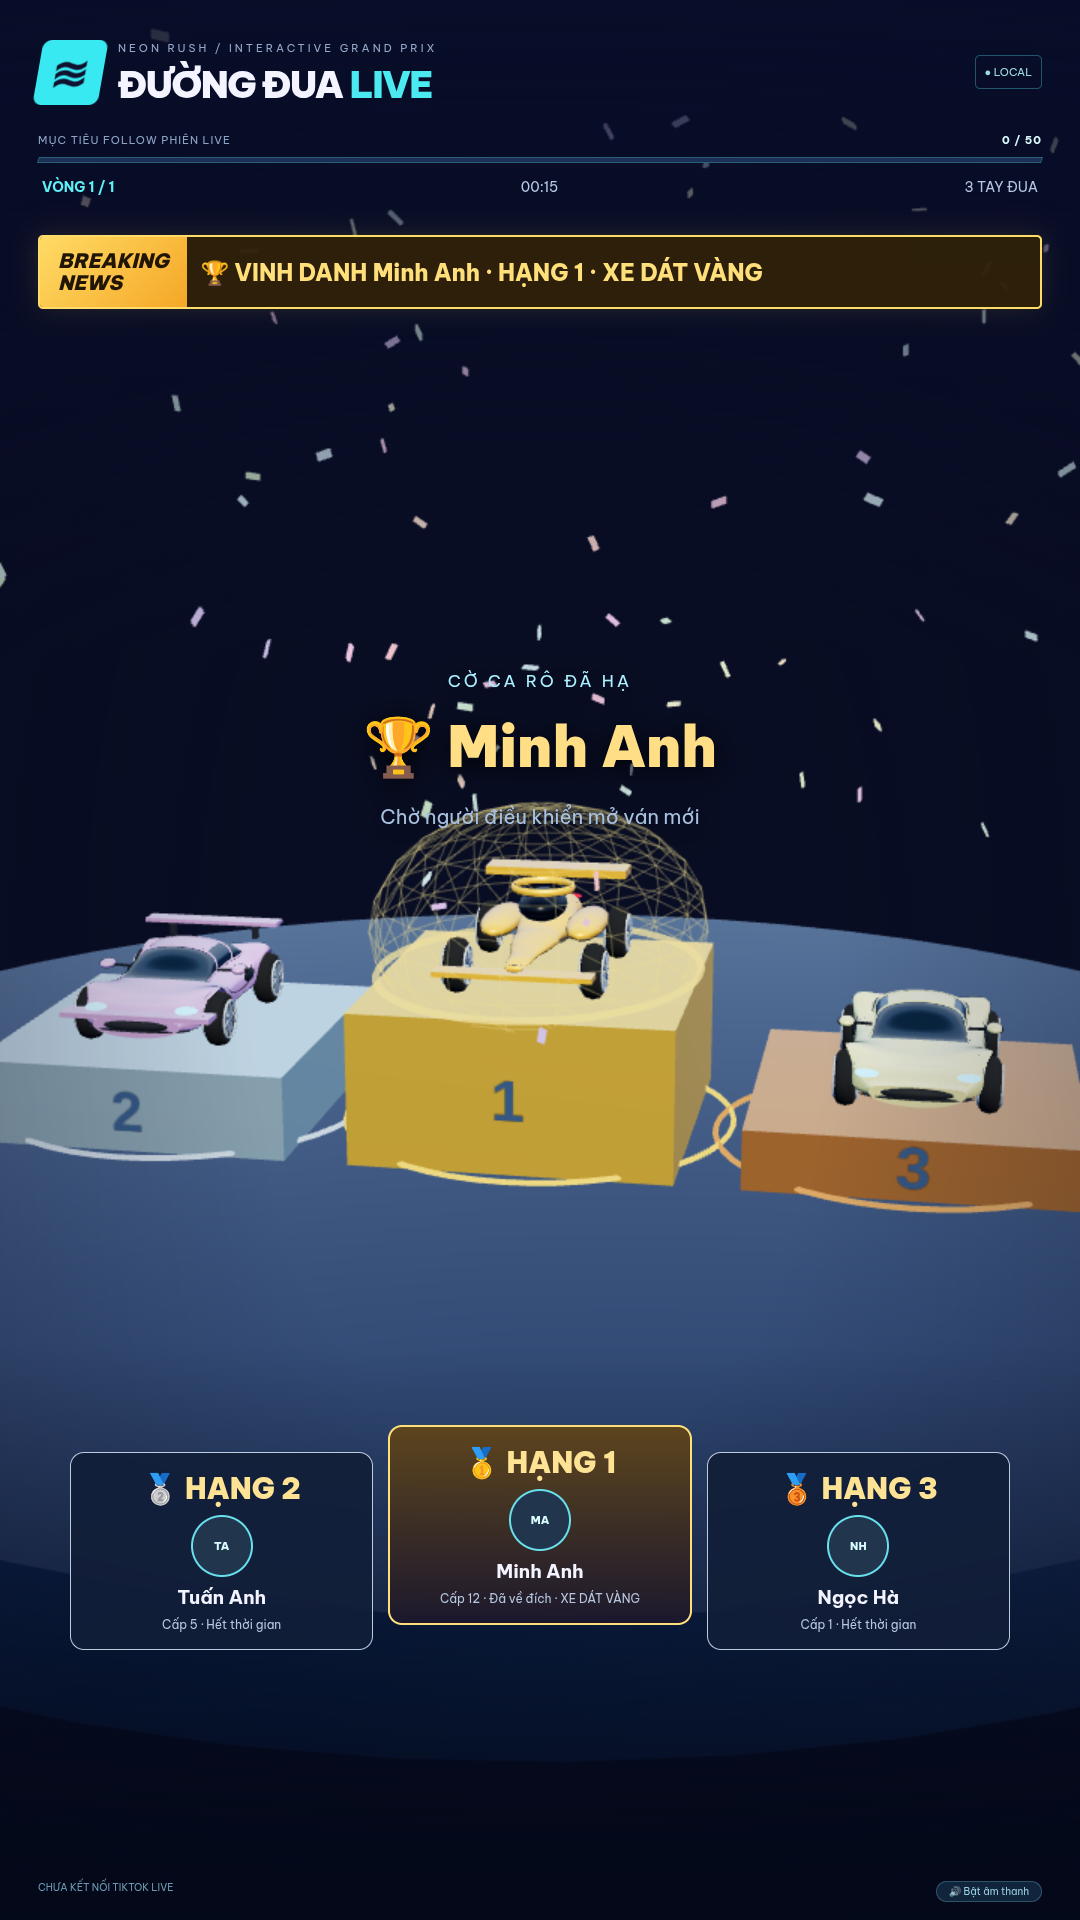 NEON RUSH / INTERACTIVE GRAND PRIX
ĐƯỜNG ĐUA LIVE
● LOCAL
MỤC TIÊU FOLLOW PHIÊN LIVE
0 / 50
VÒNG 1 / 1
00:15
3 TAY ĐUA
BREAKING
NEWS
🏆 VINH DANH Minh Anh · HẠNG 1 · XE DÁT VÀNG
CỜ CA RÔ ĐÃ HẠ
🏆 Minh Anh
Chờ người điều khiển mở ván mới
2
1
3
🥈 HẠNG 2
TA
Tuấn Anh
Cấp 5 · Hết thời gian
🥇 HẠNG 1
MA
Minh Anh
Cấp 12 · Đã về đích · XE DÁT VÀNG
🥉 HẠNG 3
NH
Ngọc Hà
Cấp 1 · Hết thời gian
CHƯA KẾT NỐI TIKTOK LIVE
🔊 Bật âm thanh